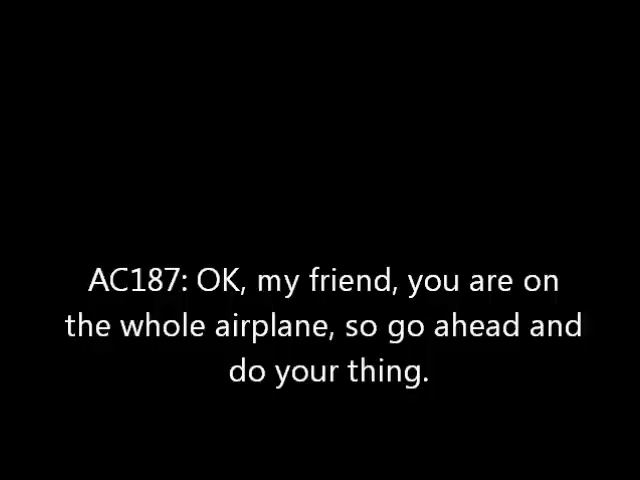 AC187: OK, my friend, you are on
the whole airplane, so go ahead and
do your thing.